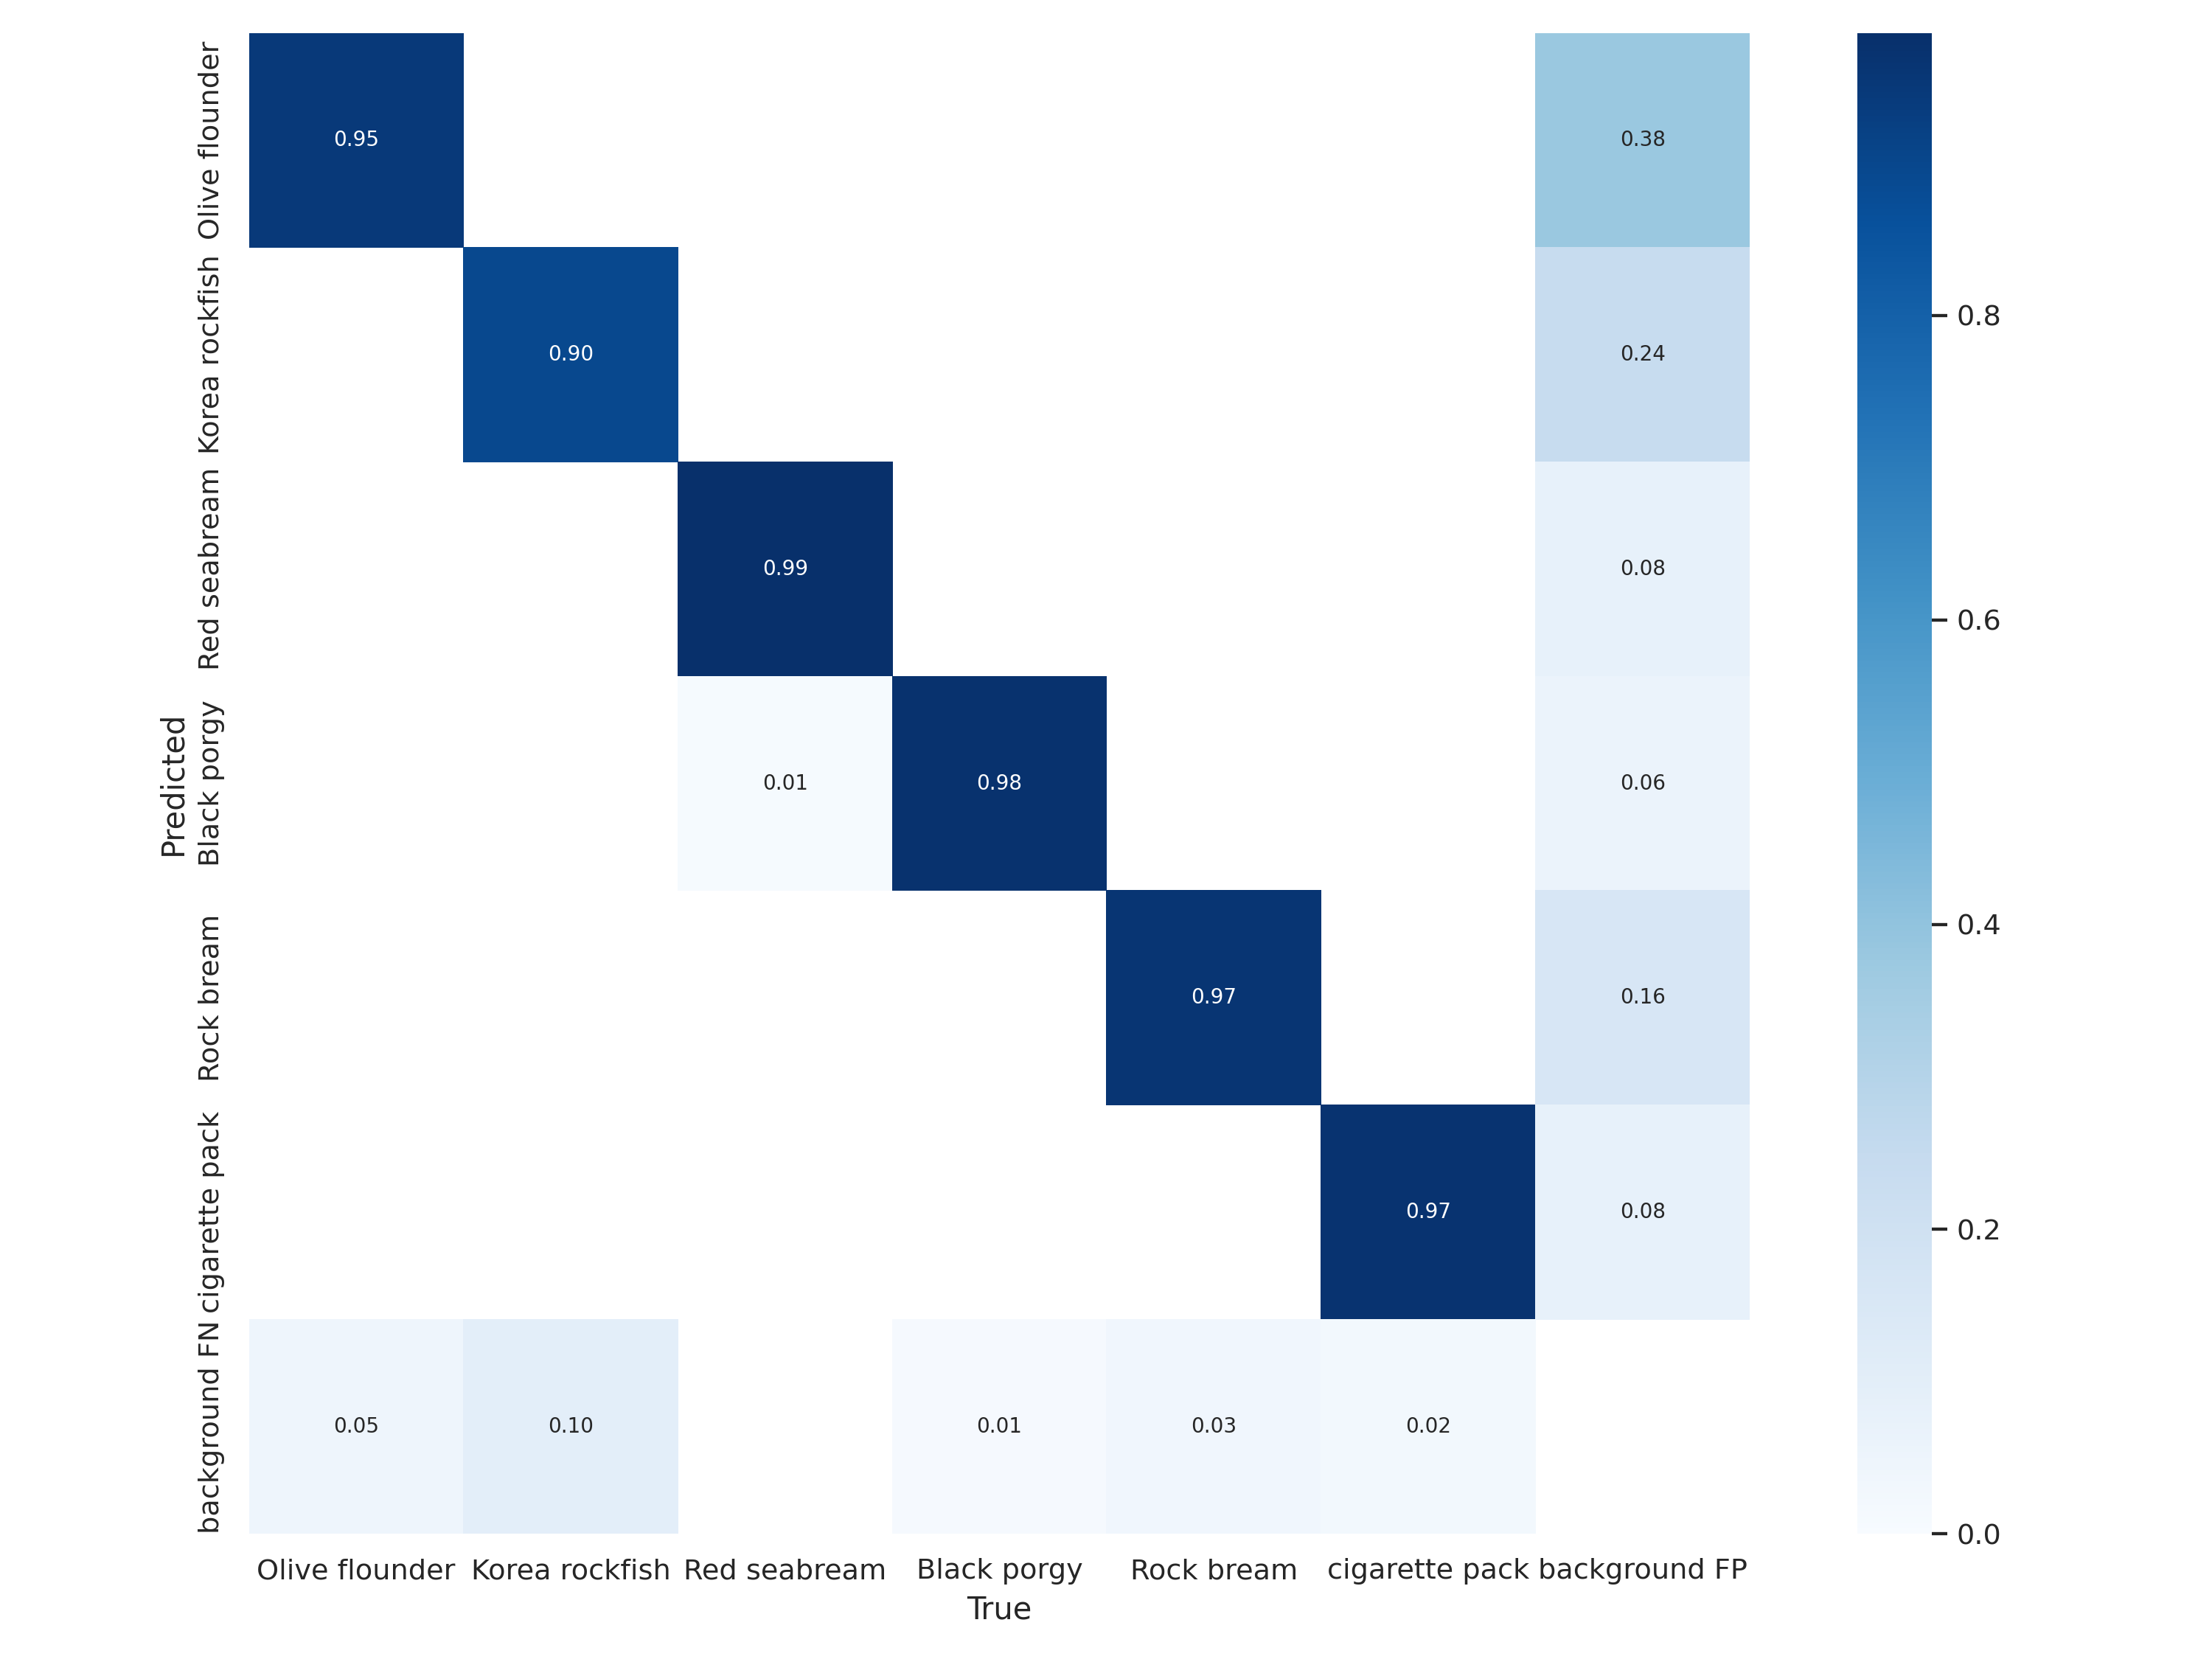 Predicted
Olive flounder
0.95
0.38
Korea rockfish
0.90
0.24
Red seabream
0.99
0.08
Black porgy
0.01
0.98
0.06
Rock bream
0.97
0.16
cigarette pack
0.97
0.08
background FN
0.05
0.10
0.01
0.03
0.02
Olive flounder
Korea rockfish
Red seabream
Black porgy
Rock bream
cigarette pack
background FP
True
0.8
0.6
0.4
0.2
0.0